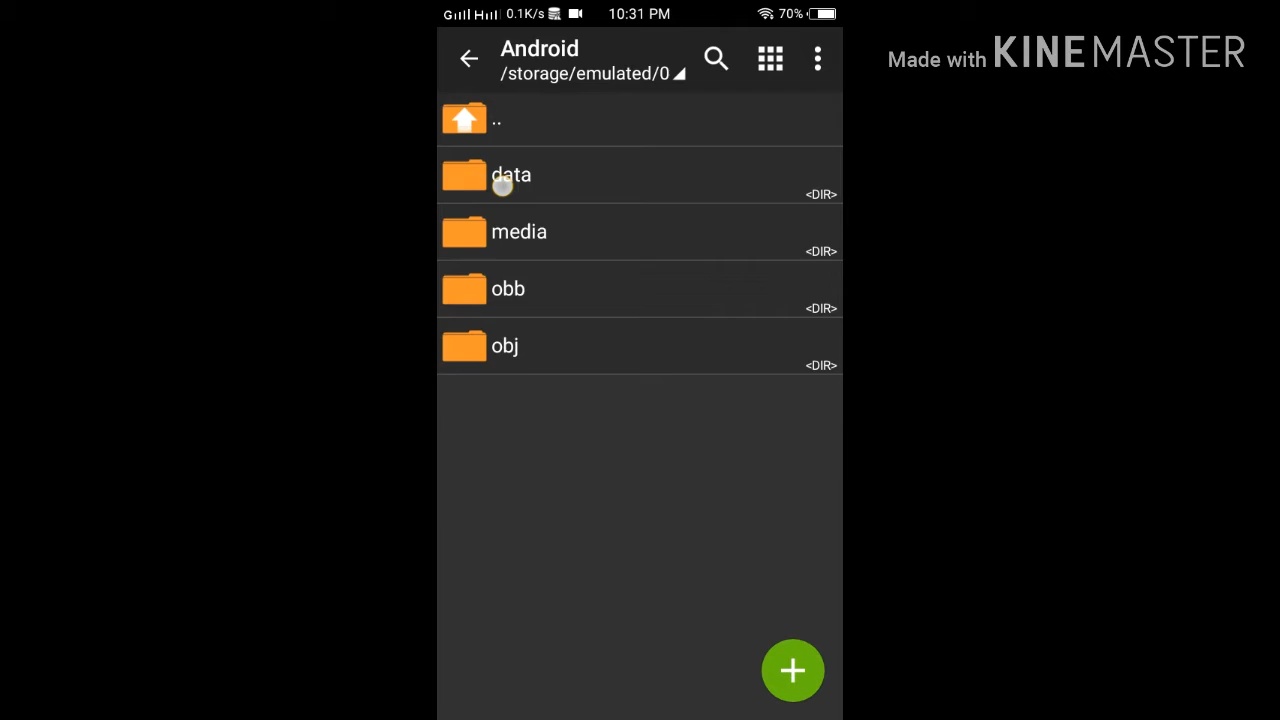 0.1K/s 10:31 PM 70%
Made with KINEMASTER
Android
/storage/emulated/0
..
data
<DIR>
media
<DIR>
obb
<DIR>
obj
<DIR>